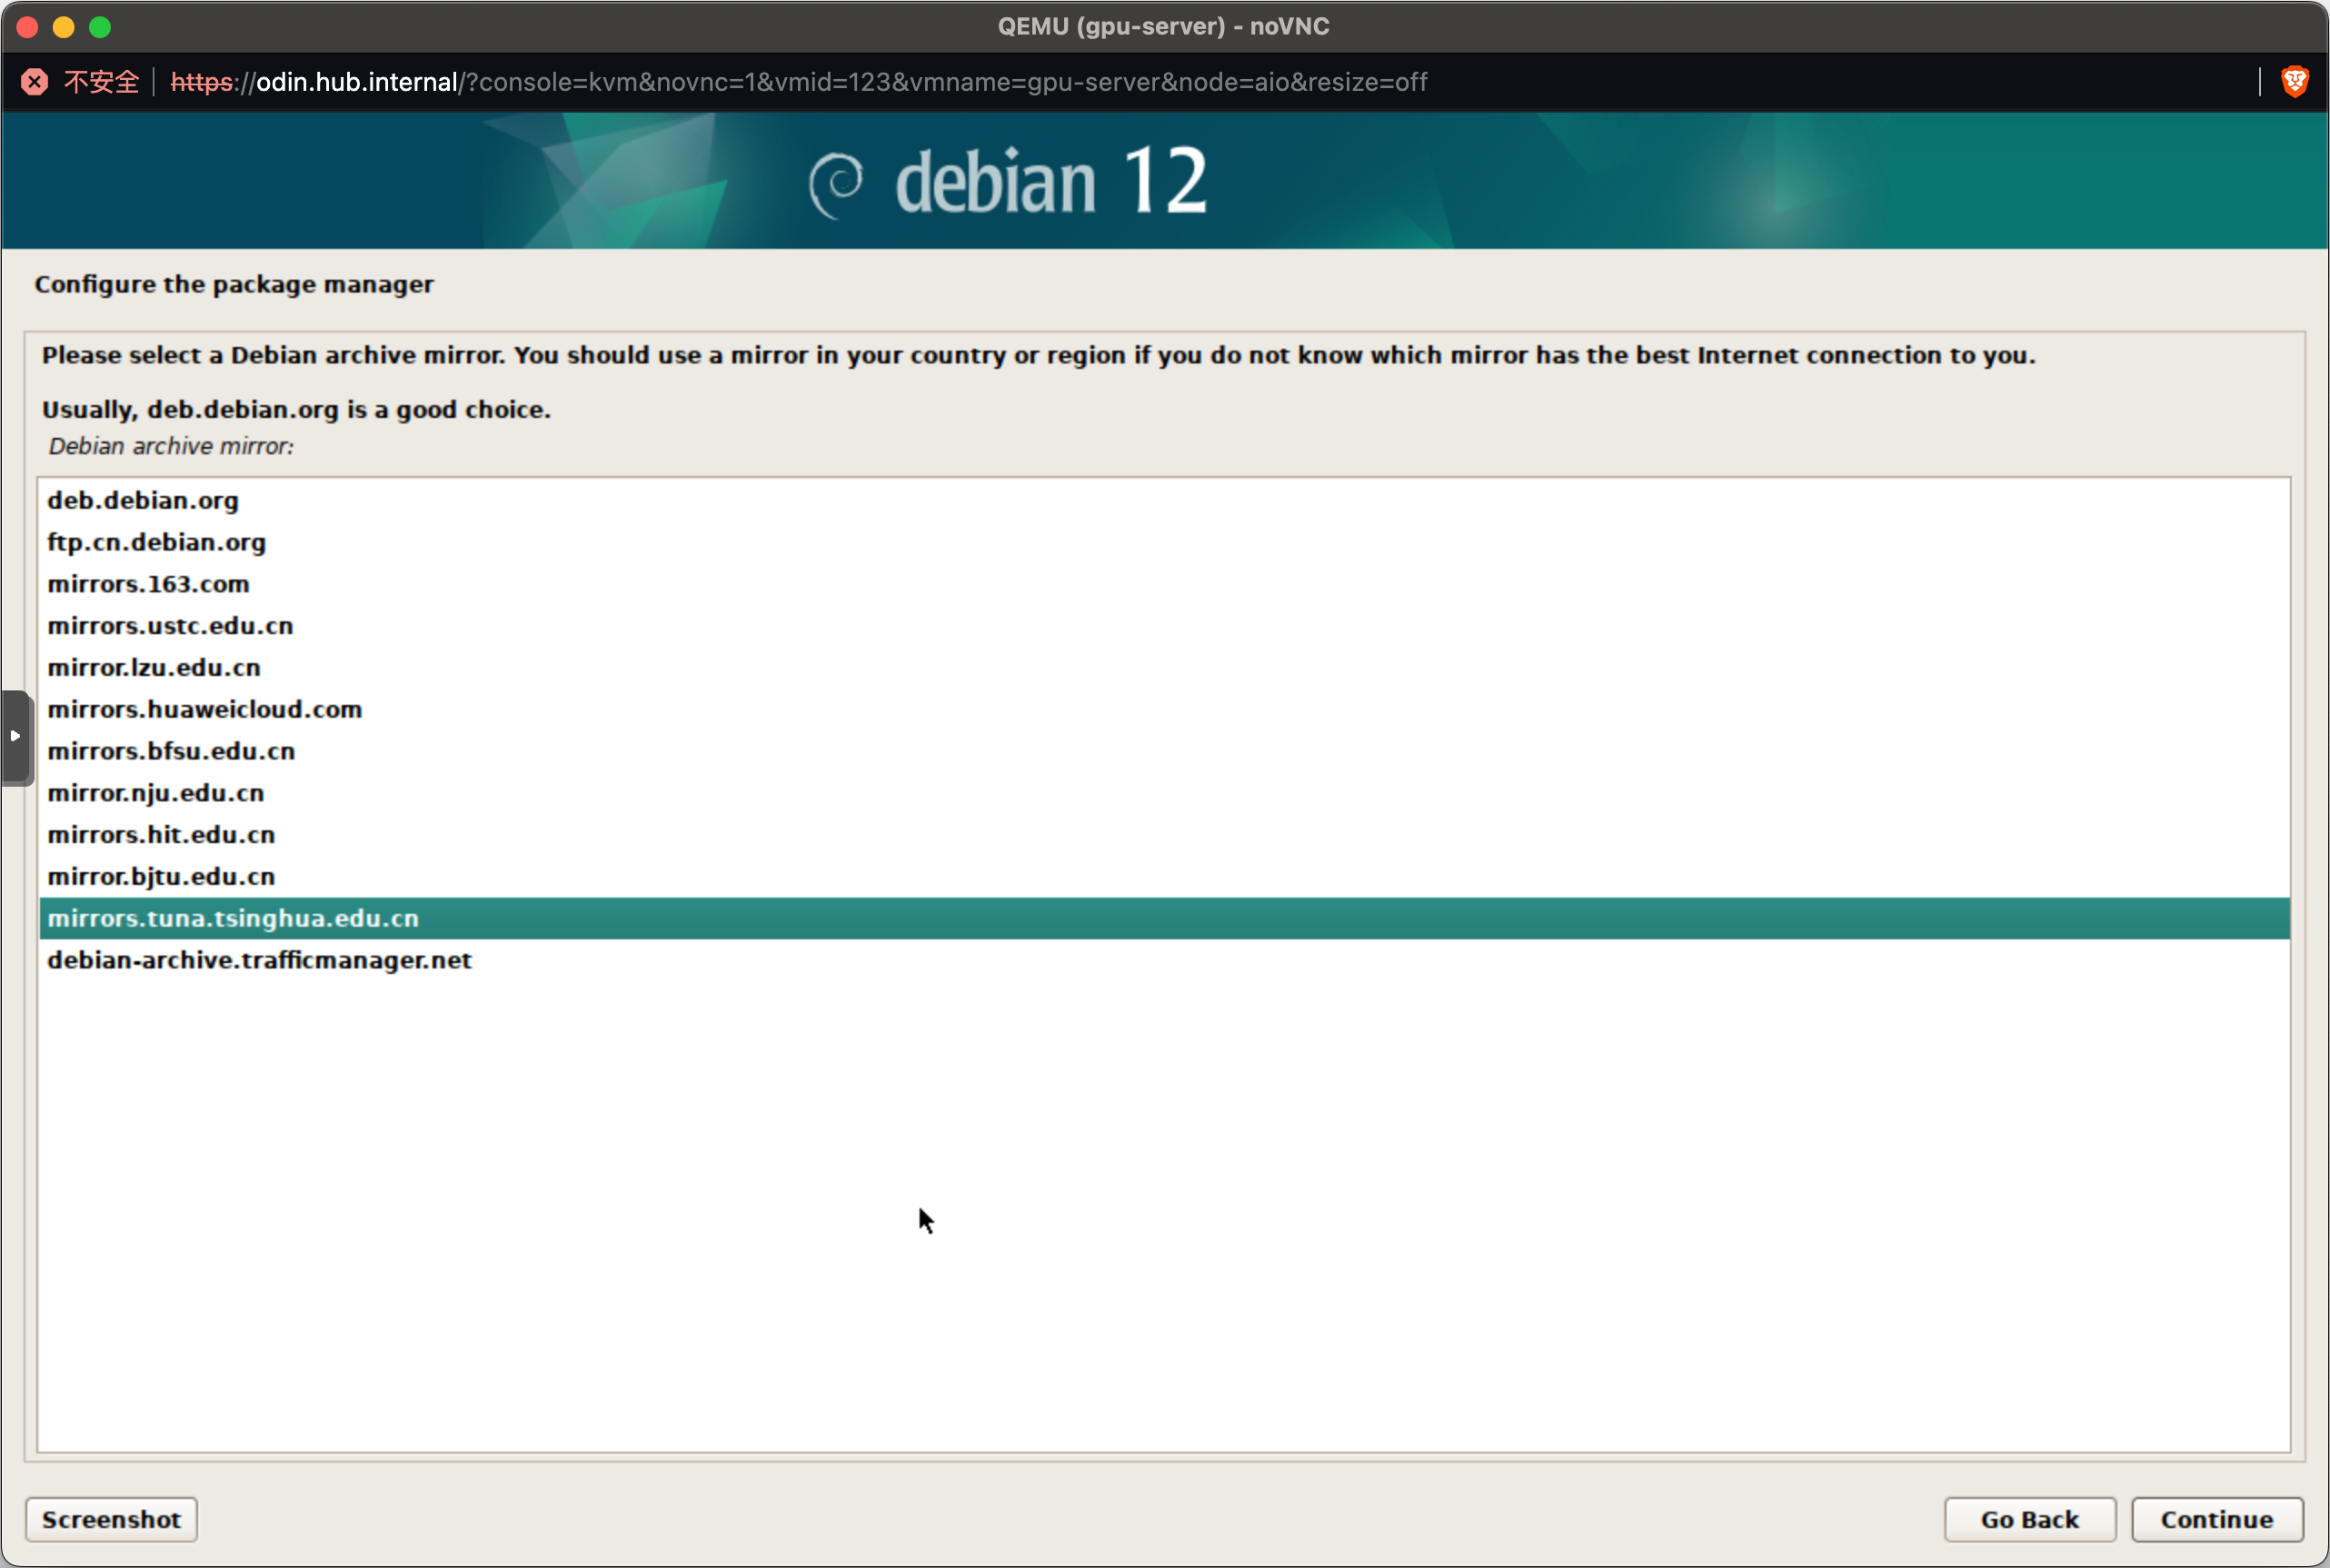 QEMU (gpu-server) - noVNC
不安全 https://odin.hub.internal/?console=kvm&novnc=1&vmid=123&vmname=gpu-server&node=aio&resize=off
debian 12
Configure the package manager
Please select a Debian archive mirror. You should use a mirror in your country or region if you do not know which mirror has the best Internet connection to you.
Usually, deb.debian.org is a good choice.
Debian archive mirror:
deb.debian.org
ftp.cn.debian.org
mirrors.163.com
mirrors.ustc.edu.cn
mirror.lzu.edu.cn
mirrors.huaweicloud.com
mirrors.bfsu.edu.cn
mirror.nju.edu.cn
mirrors.hit.edu.cn
mirror.bjtu.edu.cn
mirrors.tuna.tsinghua.edu.cn
debian-archive.trafficmanager.net
Screenshot
Go Back
Continue